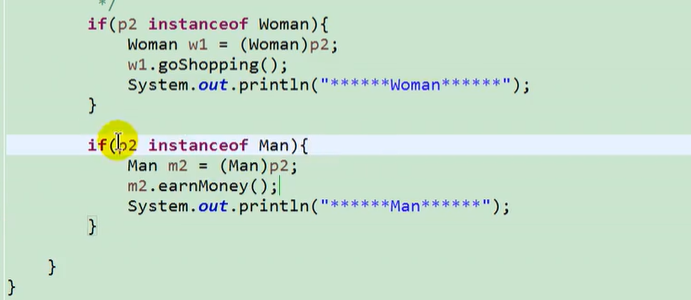 */
if(p2 instanceof Woman){
Woman w1 = (Woman)p2;
w1.goShopping();
System.out.println("******Woman******");
}
if(p2 instanceof Man){
Man m2 = (Man)p2;
m2.earnMoney();
System.out.println("******Man******");
}
}
}